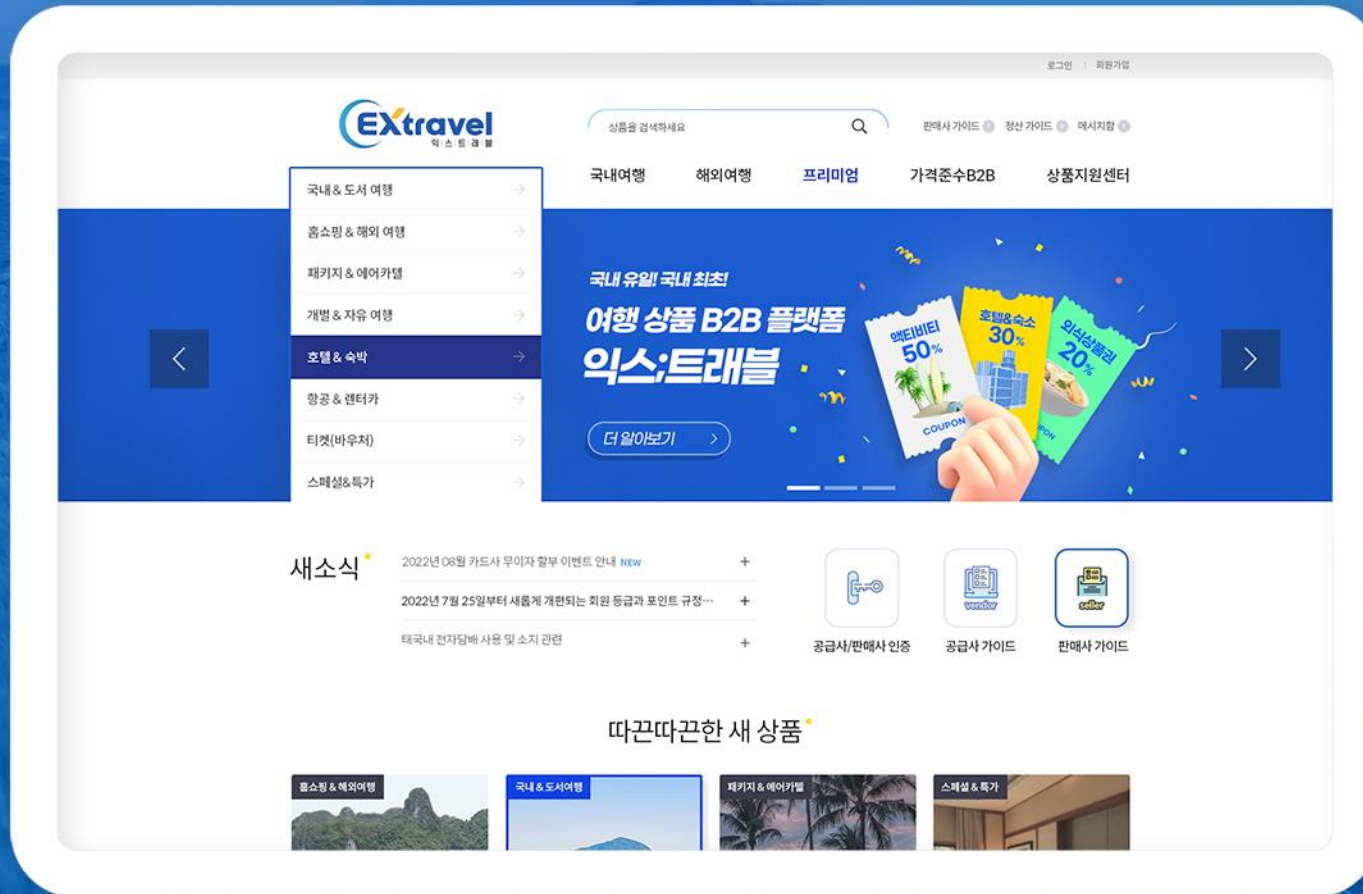 로그인 | 회원가입
EXtravel
익스트래블
상품을 검색하세요
판매사 가이드 정산 가이드 메시지함
국내여행 해외여행 프리미엄 가격준수B2B 상품지원센터
국내 & 도서 여행
홈쇼핑 & 해외 여행
패키지 & 에어카텔
개별 & 자유 여행
호텔 & 숙박
항공 & 렌터카
티켓(바우처)
스페셜&특가
국내 유일! 국내 최초!
여행 상품 B2B 플랫폼
익스;트래블
더 알아보기
액티비티
50%
COUPON
호텔&숙소
30%
외식상품권
20%
새소식
2022년 08월 카드사 무이자 할부 이벤트 안내 NEW
2022년 7월 25일부터 새롭게 개편되는 회원 등급과 포인트 규정…
태국내 전자담배 사용 및 소지 관련
vendor
seller
공급사/판매사 인증 공급사 가이드 판매사 가이드
따끈따끈한 새 상품
홈쇼핑 & 해외여행
국내 & 도서여행
패키지 & 에어카텔
스페셜 & 특가